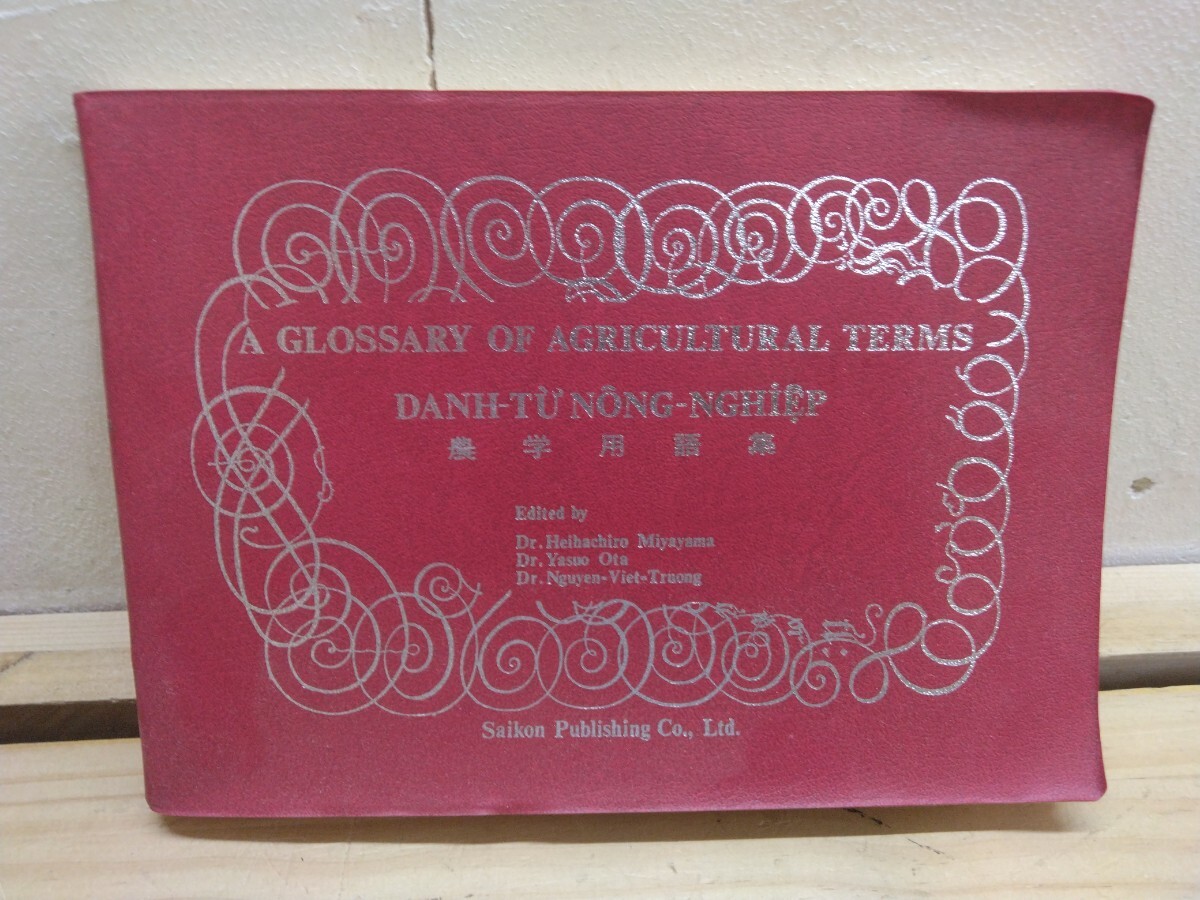 A GLOSSARY OF AGRICULTURAL TERMS
DANH-TỪ NÔNG-NGHIỆP
農学用語集
Edited by
Dr. Heihachiro Miyayama
Dr. Yasuo Ota
Dr. Nguyen-Viet-Truong
Saikon Publishing Co., Ltd.